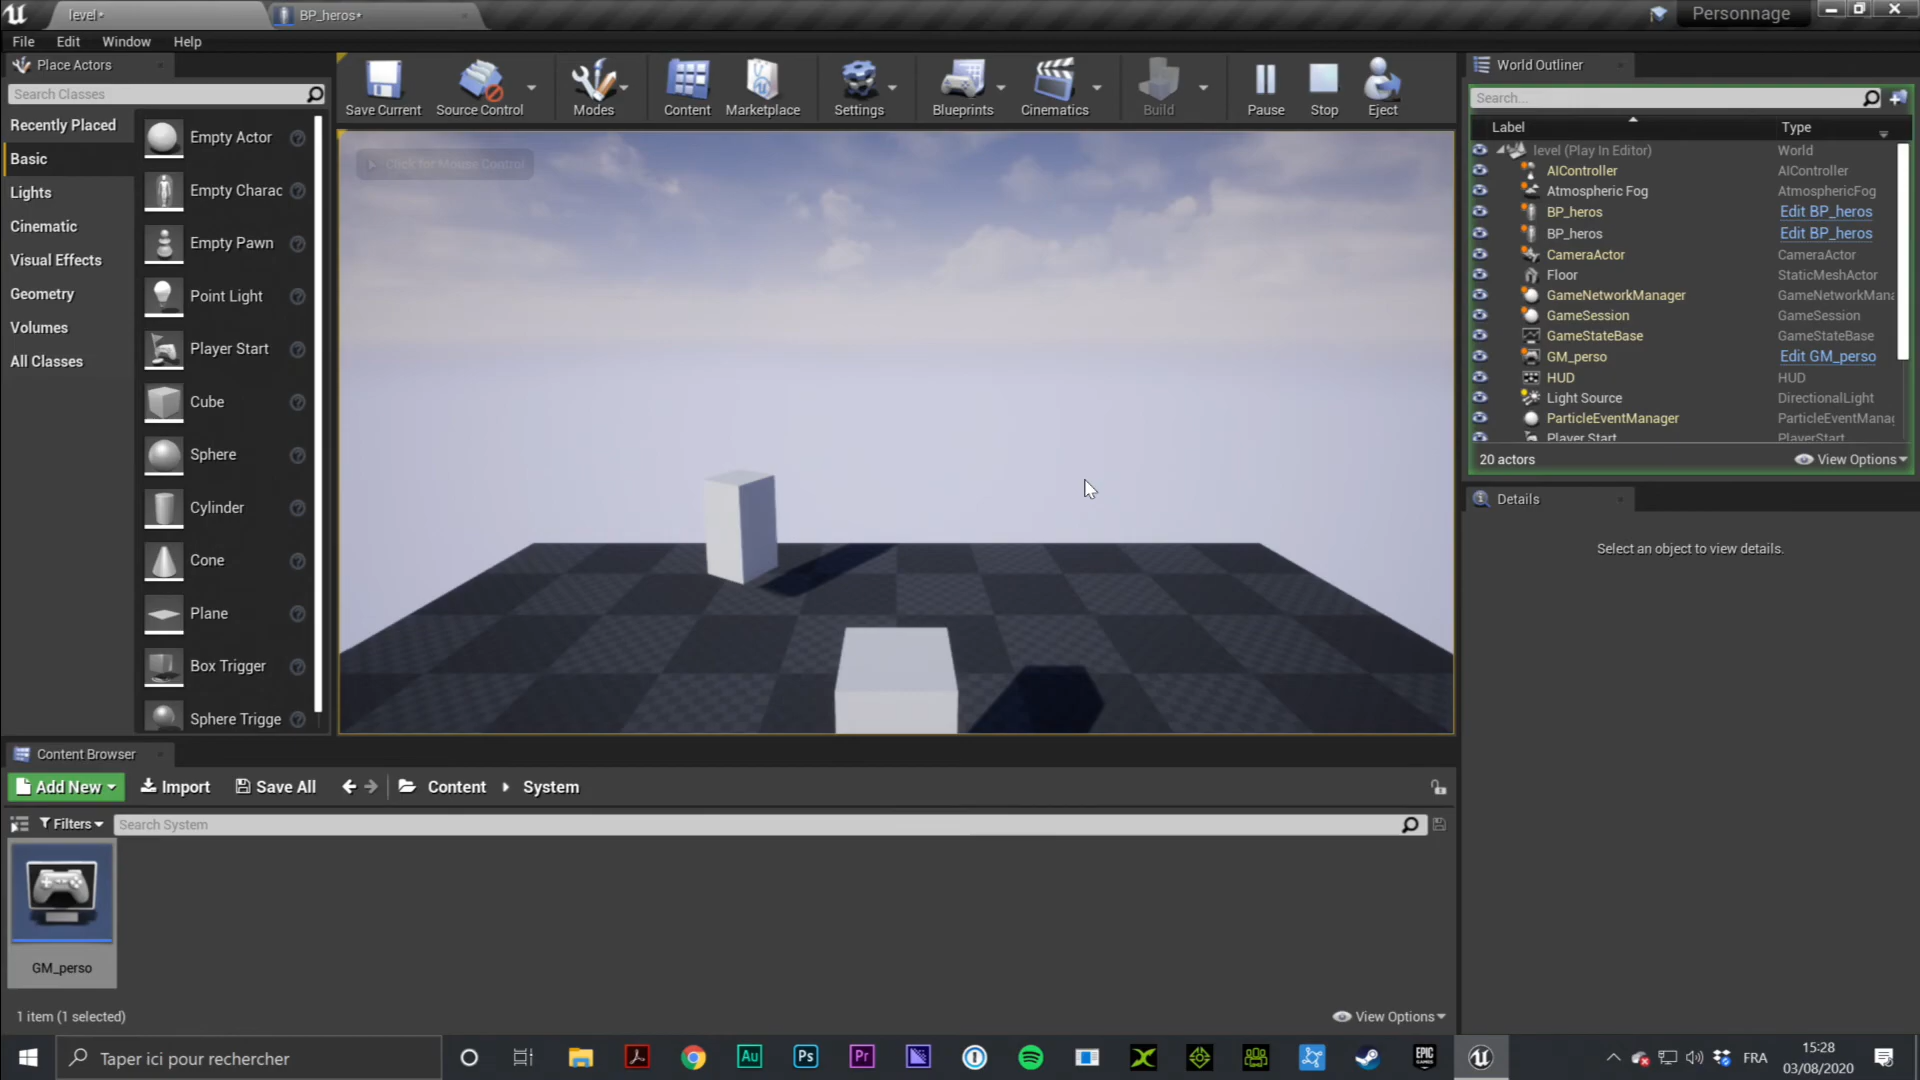 level*
BP_heros*
Personnage
File Edit Window Help
Place Actors
Search Classes
Recently Placed
Basic
Lights
Cinematic
Visual Effects
Geometry
Volumes
All Classes
Empty Actor
Empty Charac
Empty Pawn
Point Light
Player Start
Cube
Sphere
Cylinder
Cone
Plane
Box Trigger
Sphere Trigge
Save Current
Source Control
Modes
Content
Marketplace
Settings
Blueprints
Cinematics
Build
Pause
Stop
Eject
Click for Mouse Control
World Outliner
Search...
Label Type
level (Play In Editor) World
AIController AIController
Atmospheric Fog AtmosphericFog
BP_heros Edit BP_heros
BP_heros Edit BP_heros
CameraActor CameraActor
Floor StaticMeshActor
GameNetworkManager GameNetworkMana
GameSession GameSession
GameStateBase GameStateBase
GM_perso Edit GM_perso
HUD HUD
Light Source DirectionalLight
ParticleEventManager ParticleEventManag
Player Start PlayerStart
20 actors View Options
Details
Select an object to view details.
Content Browser
Add New Import Save All Content System
Filters Search System
GM_perso
1 item (1 selected) View Options
Taper ici pour rechercher
Au
Ps
Pr
EPIC GAMES
FRA
15:28
03/08/2020